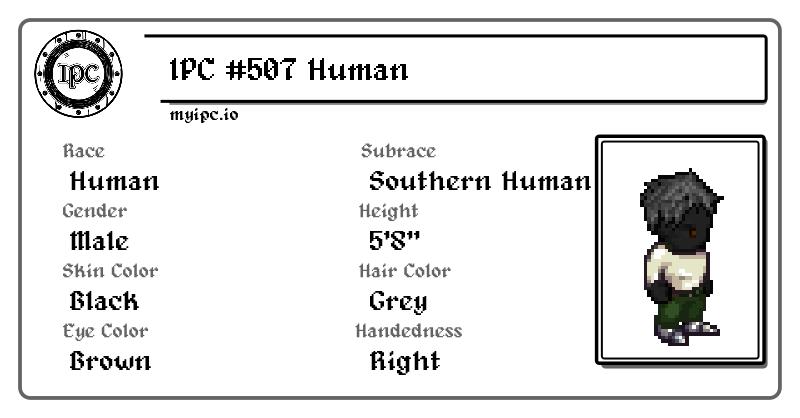 IPC
IPC #507 Human
myipc.io
Race
Human
Subrace
Southern Human
Gender
Male
Height
5'8"
Skin Color
Black
Hair Color
Grey
Eye Color
Brown
Handedness
Right